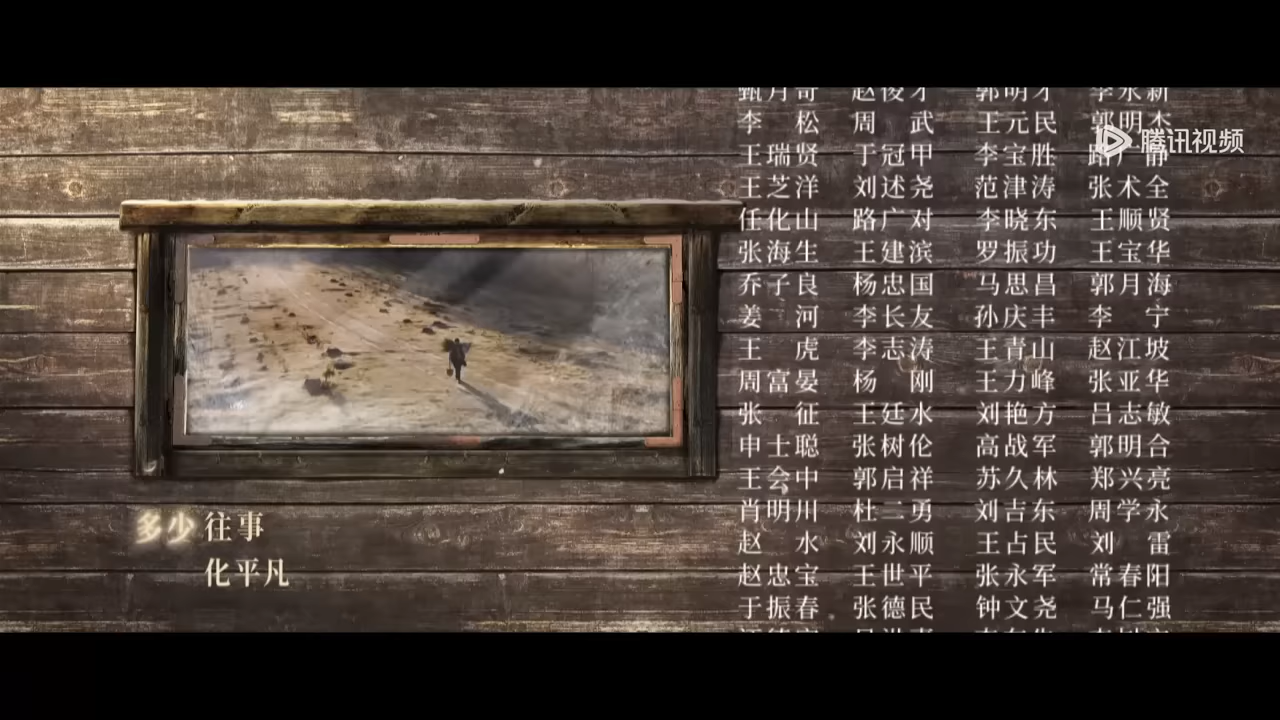 腾讯视频
李松 周武 王元民 郭明杰
王瑞贤 于冠甲 李宝胜 路广静
王芝洋 刘述尧 范津涛 张术全
任化山 路广对 李晓东 王顺贤
张海生 王建滨 罗振功 王宝华
乔子良 杨忠国 马思昌 郭月海
姜河 李长友 孙庆丰 李宁
王虎 李志涛 王青山 赵江坡
周富晏 杨刚 王力峰 张亚华
张征 王廷水 刘艳方 吕志敏
申士聪 张树伦 高战军 郭明合
王会中 郭启祥 苏久林 郑兴亮
肖明川 杜二勇 刘吉东 周学永
赵水 刘永顺 王占民 刘雷
赵忠宝 王世平 张永军 常春阳
于振春 张德民 钟文尧 马仁强
多少往事
化平凡